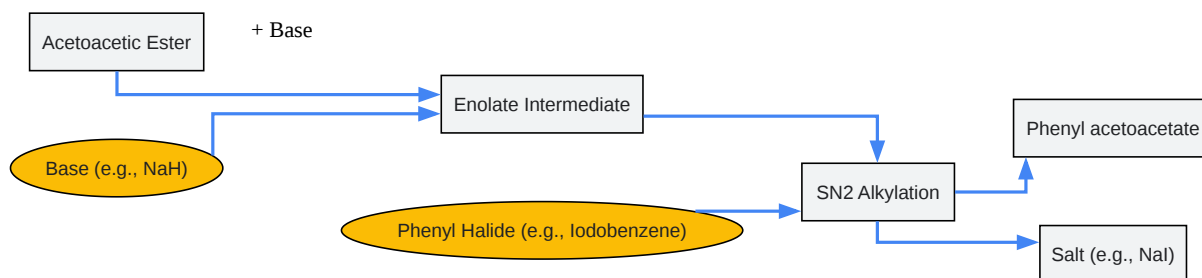 Acetoacetic Ester
+ Base
Enolate Intermediate
Base (e.g., NaH)
Phenyl acetoacetate
SN2 Alkylation
Phenyl Halide (e.g., Iodobenzene)
Salt (e.g., NaI)